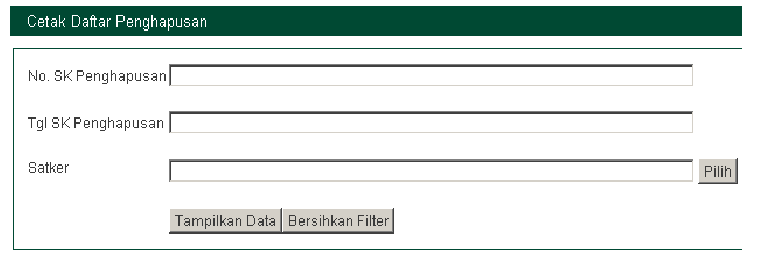 Cetak Daftar Penghapusan
No. SK Penghapusan
Tgl SK Penghapusan
Satker
Pilih
Tampilkan Data Bersihkan Filter